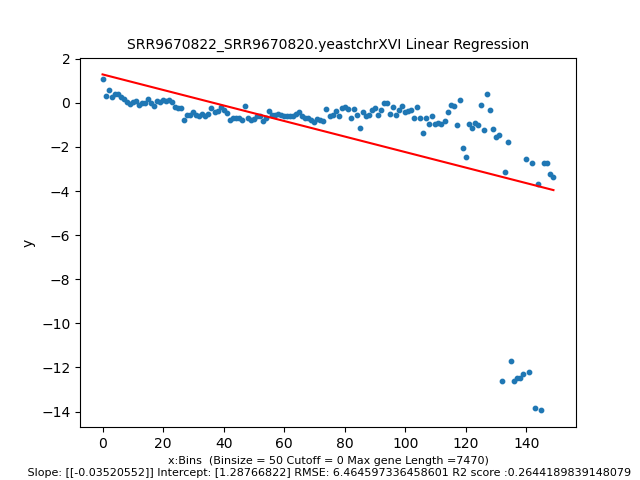 SRR9670822_SRR9670820.yeastchrXVI Linear Regression
2
0
−2
−4
−6
−8
−10
−12
−14
y
0 20 40 60 80 100 120 140
x:Bins (Binsize = 50 Cutoff = 0 Max gene Length =7470)
Slope: [[-0.03520552]] Intercept: [1.28766822] RMSE: 6.464597336458601 R2 score :0.2644189839148079